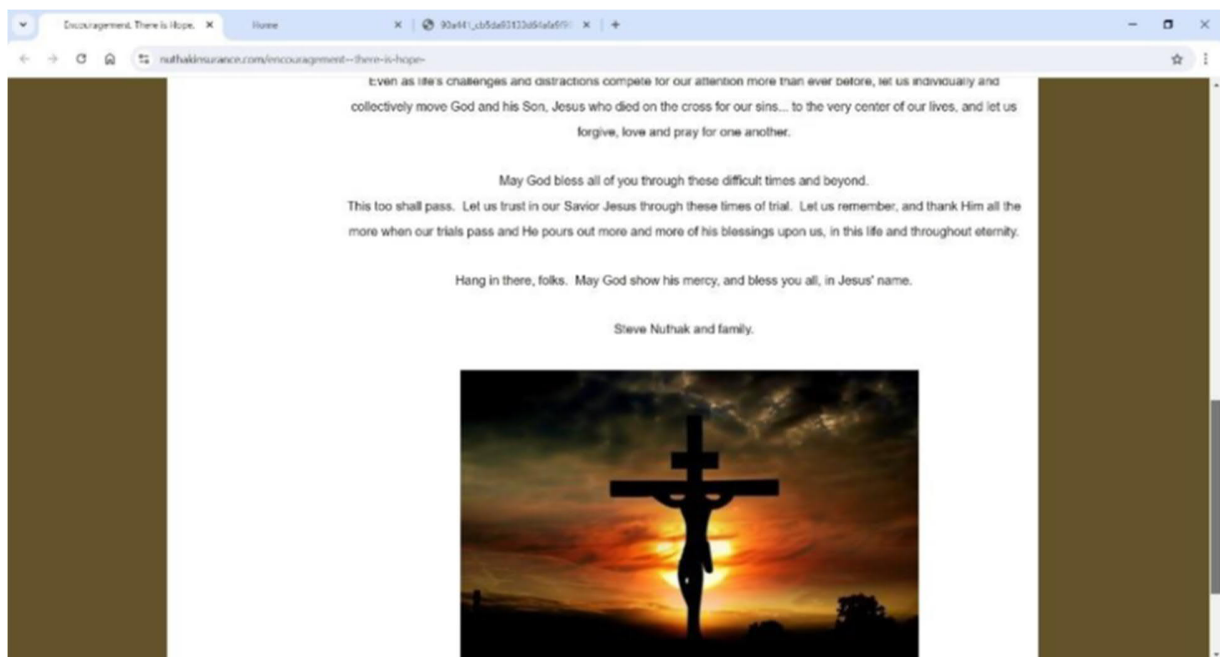 Encouragement. There is Hope.
Home
nuthakinsurance.com/encouragement--there-is-hope-
Even as life's challenges and distractions compete for our attention more than ever before, let us individually and
collectively move God and his Son, Jesus who died on the cross for our sins... to the very center of our lives, and let us
forgive, love and pray for one another.
May God bless all of you through these difficult times and beyond.
This too shall pass. Let us trust in our Savior Jesus through these times of trial. Let us remember, and thank Him all the
more when our trials pass and He pours out more and more of his blessings upon us, in this life and throughout eternity.
Hang in there, folks. May God show his mercy, and bless you all, in Jesus' name.
Steve Nuthak and family.